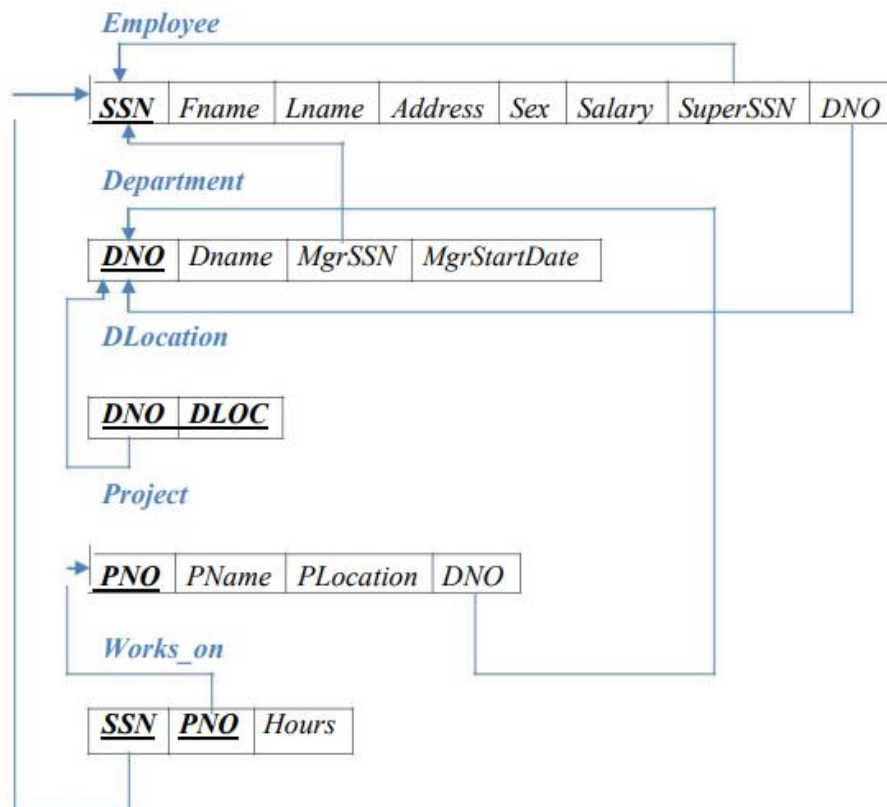 Employee
SSN Fname Lname Address Sex Salary SuperSSN DNO
Department
DNO Dname MgrSSN MgrStartDate
DLocation
DNO DLOC
Project
PNO PName PLocation DNO
Works_on
SSN PNO Hours